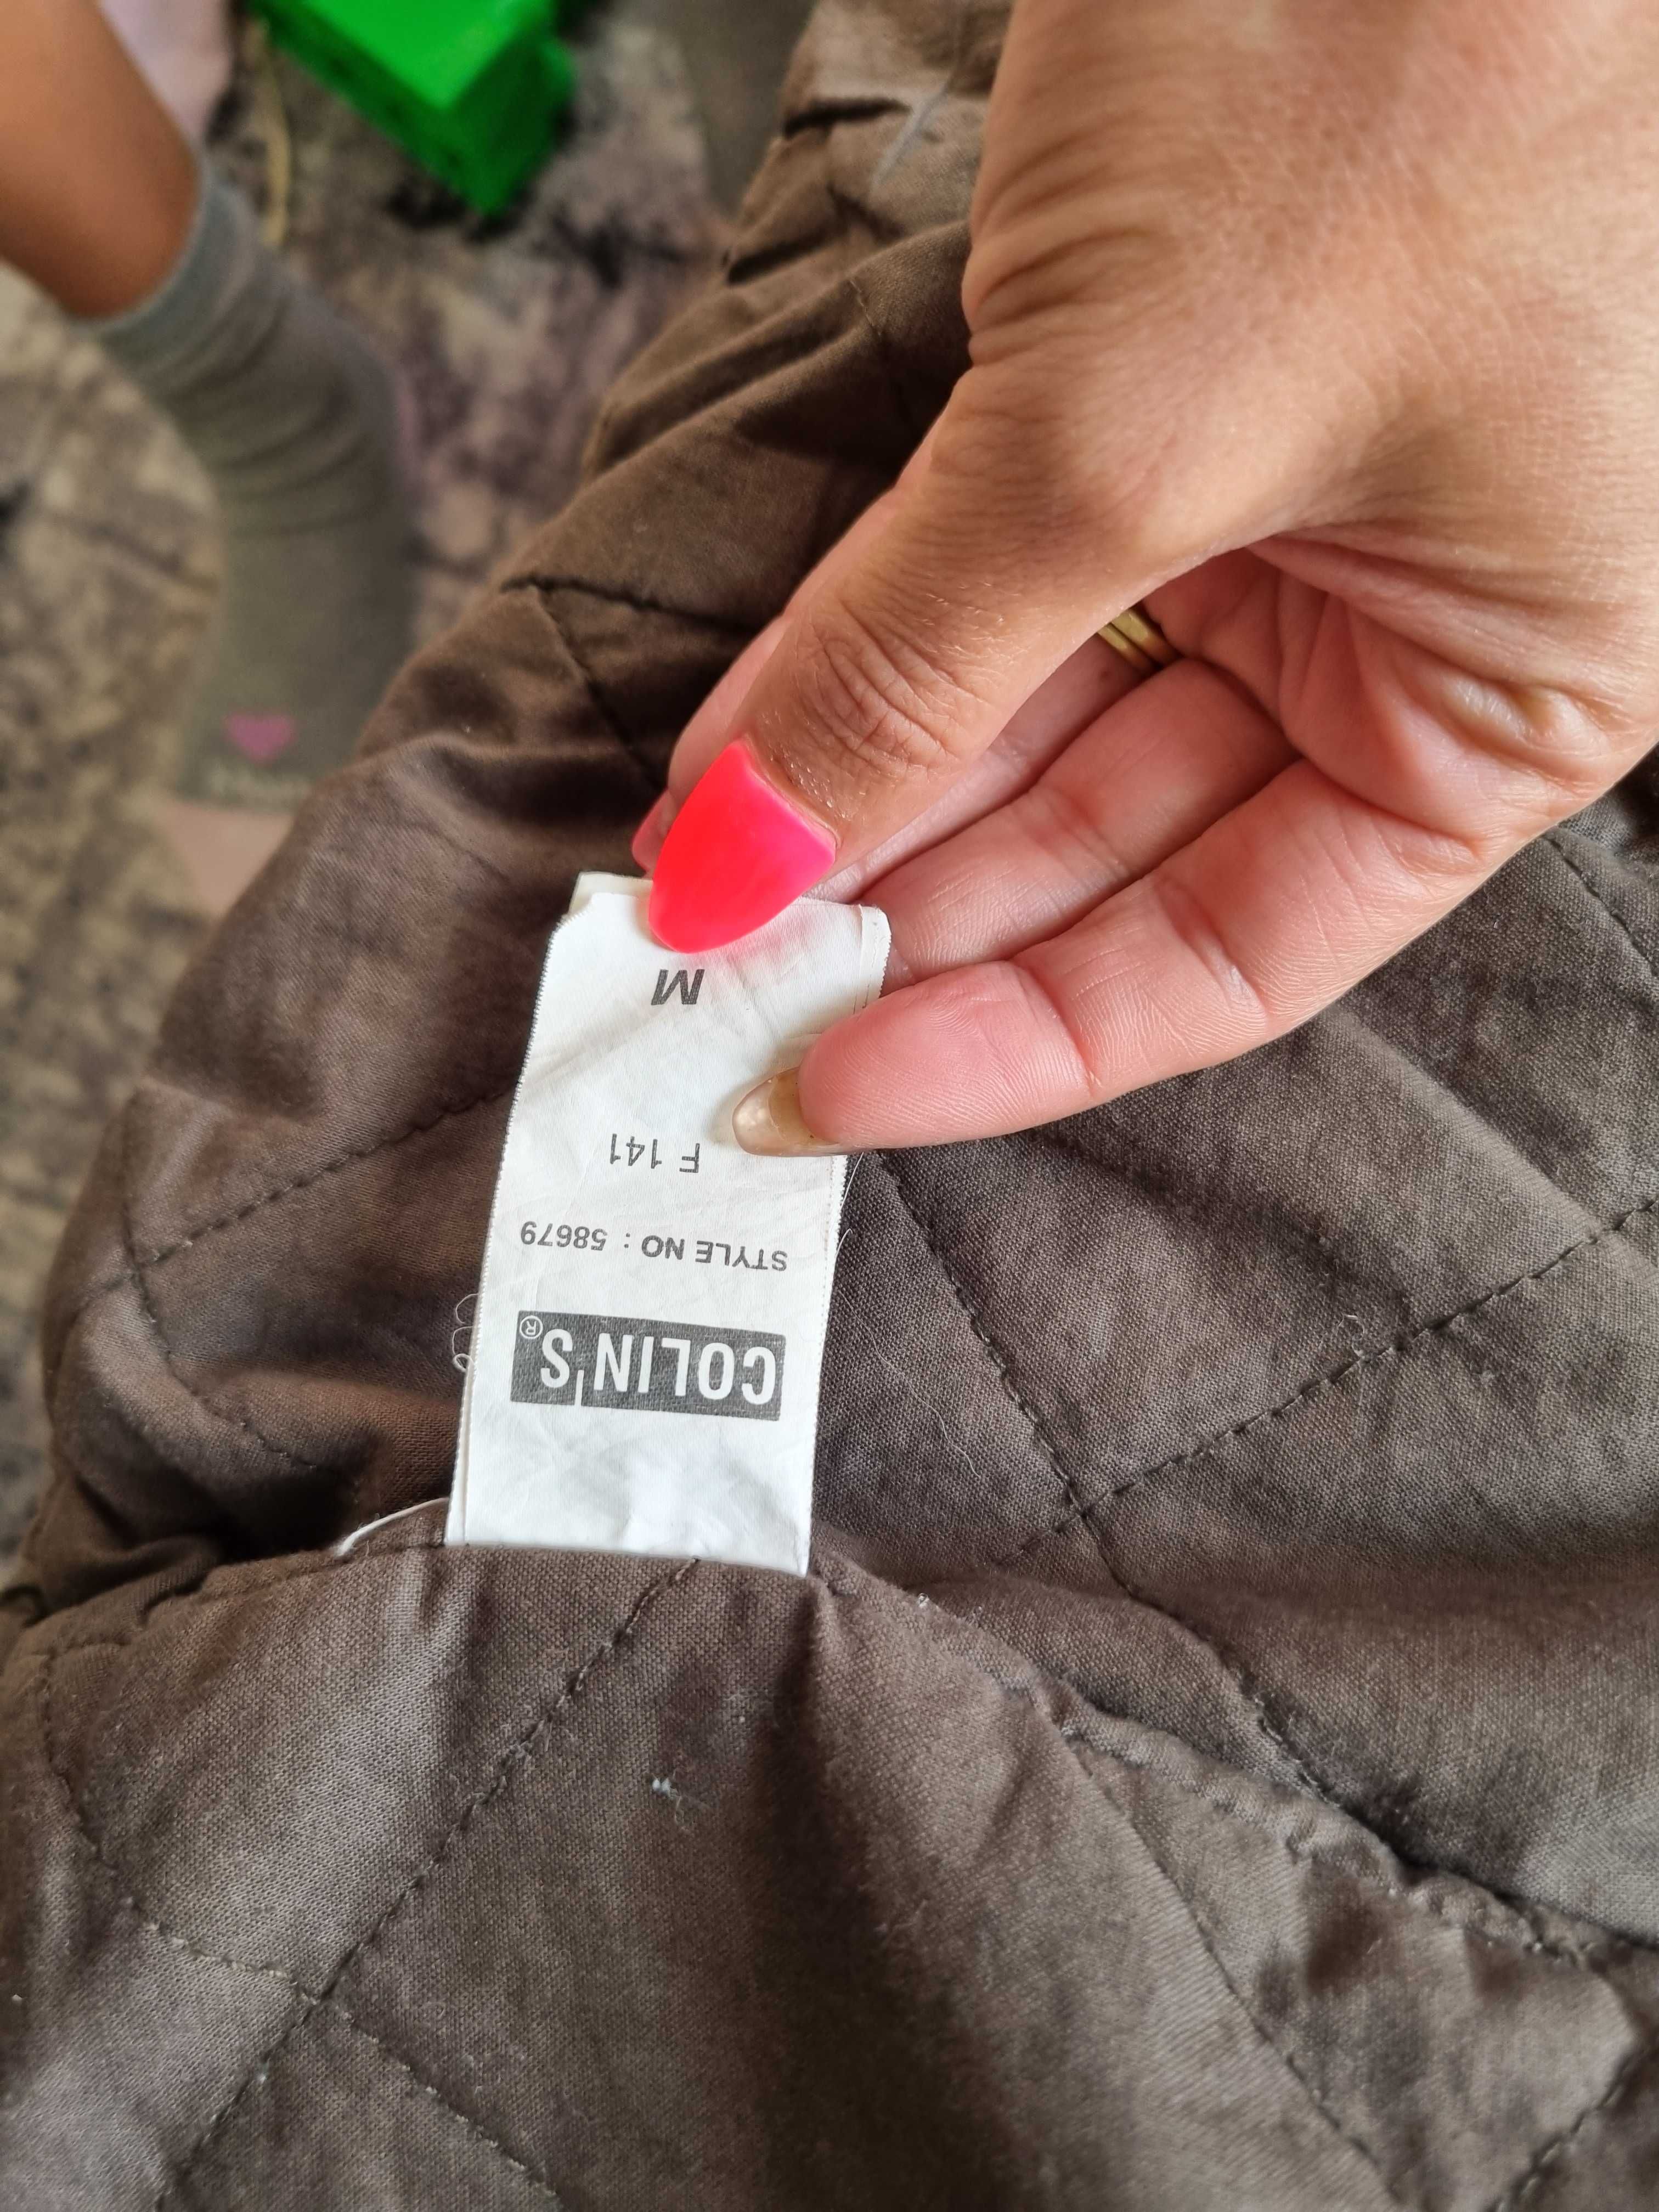 COLIN'S®
STYLE NO : 58679
F 141
M